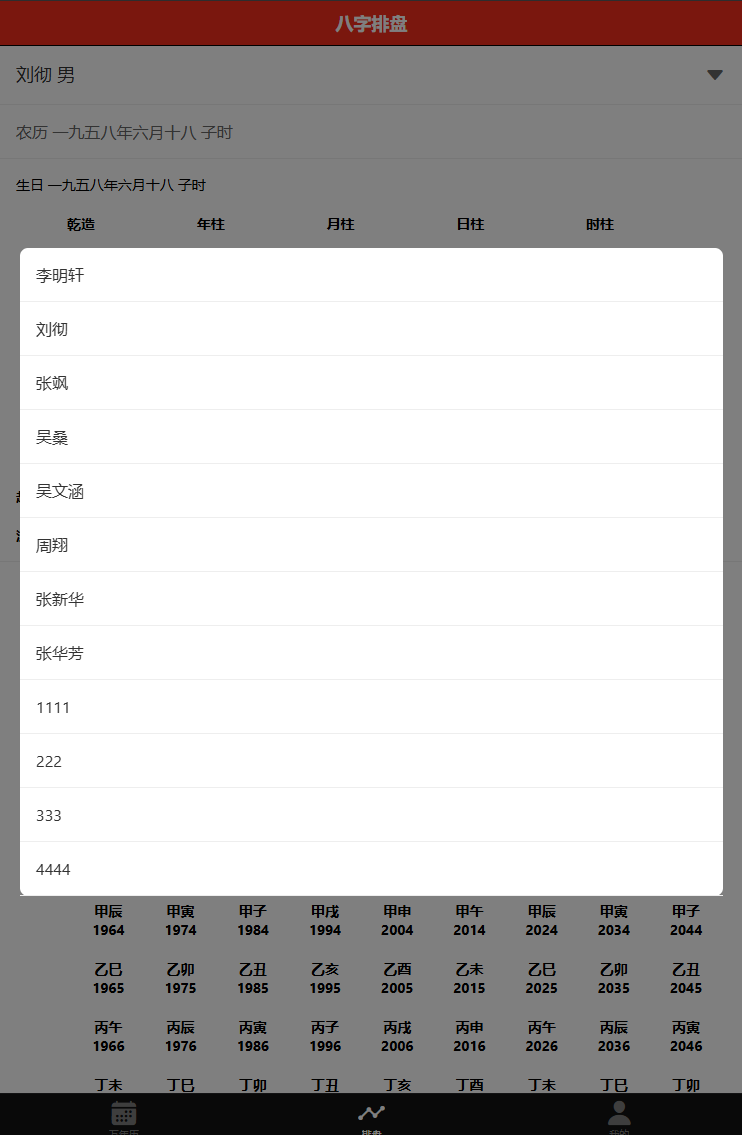 八字排盘
刘彻 男
农历 一九五八年六月十八 子时
生日 一九五八年六月十八 子时
乾造 年柱 月柱 日柱 时柱
李明轩
刘彻
张飒
吴桑
吴文涵
周翔
张新华
张华芳
1111
222
333
4444
甲辰 甲寅 甲子 甲戌 甲申 甲午 甲辰 甲寅 甲子
1964 1974 1984 1994 2004 2014 2024 2034 2044
乙巳 乙卯 乙丑 乙亥 乙酉 乙未 乙巳 乙卯 乙丑
1965 1975 1985 1995 2005 2015 2025 2035 2045
丙午 丙辰 丙寅 丙子 丙戌 丙申 丙午 丙辰 丙寅
1966 1976 1986 1996 2006 2016 2026 2036 2046
丁未 丁巳 丁卯 丁丑 丁亥 丁酉 丁未 丁巳 丁卯
万年历 排盘 我的